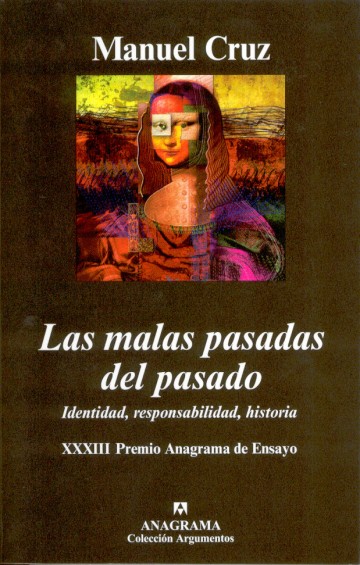 Manuel Cruz
Las malas pasadas
del pasado
Identidad, responsabilidad, historia
XXXIII Premio Anagrama de Ensayo
ANAGRAMA
Colección Argumentos